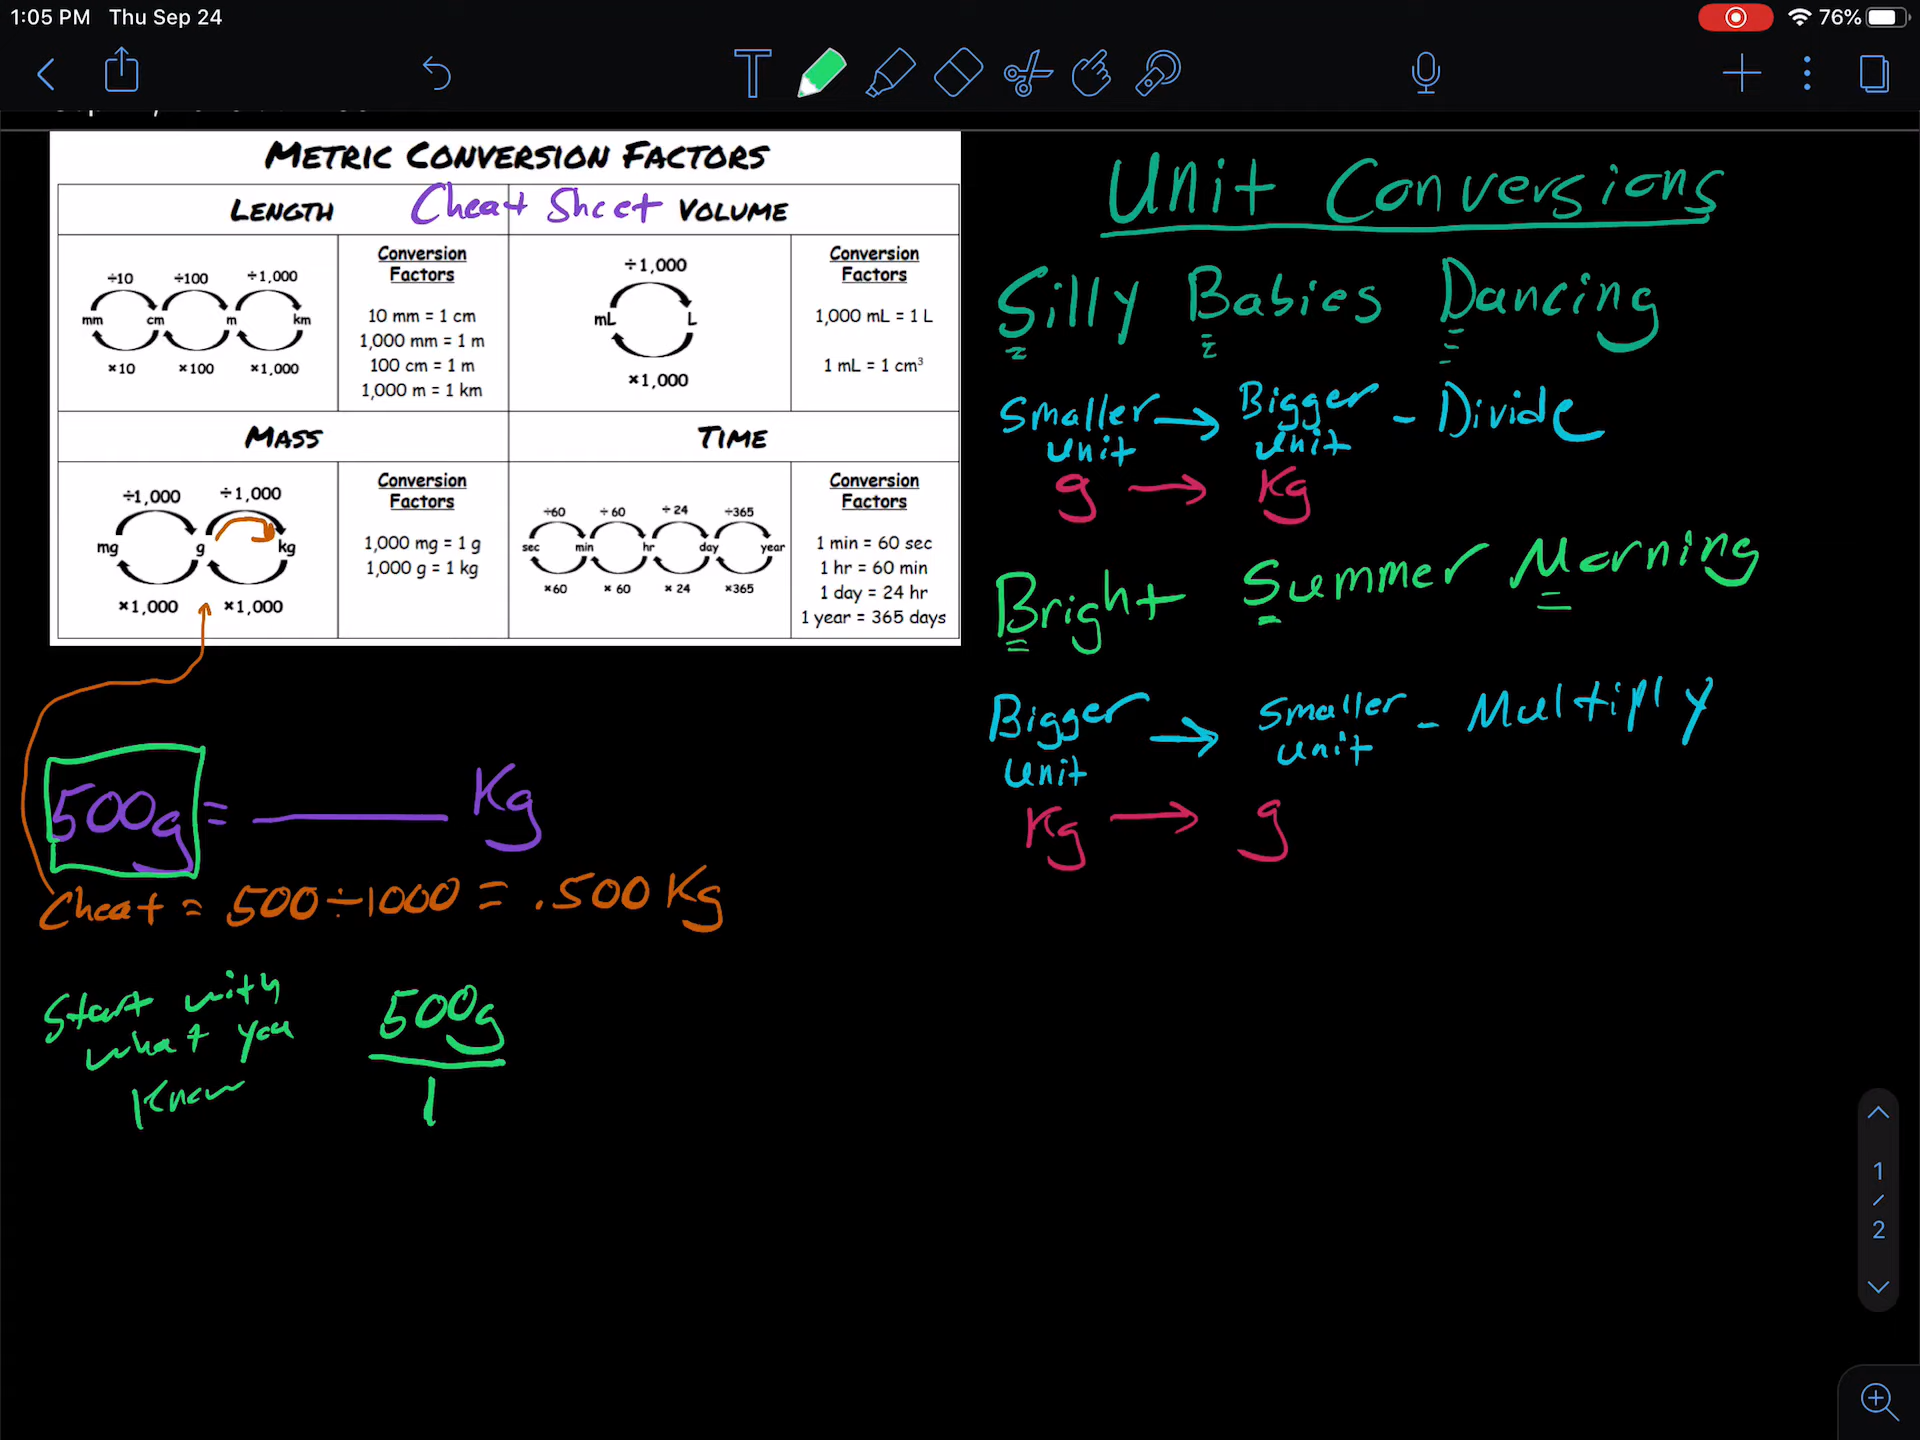 1:05 PM Thu Sep 24
76%
METRIC CONVERSION FACTORS
LENGTH
Cheat Sheet
VOLUME
÷10 ÷100 ÷1,000
mm cm m km
×10 ×100 ×1,000
Conversion
Factors
10 mm = 1 cm
1,000 mm = 1 m
100 cm = 1 m
1,000 m = 1 km
÷1,000
mL L
×1,000
Conversion
Factors
1,000 mL = 1 L
1 mL = 1 cm³
MASS
TIME
÷1,000 ÷1,000
mg g kg
×1,000 ×1,000
Conversion
Factors
1,000 mg = 1 g
1,000 g = 1 kg
÷60 ÷60 ÷24 ÷365
sec min hr day year
×60 ×60 ×24 ×365
Conversion
Factors
1 min = 60 sec
1 hr = 60 min
1 day = 24 hr
1 year = 365 days
500g = ______ Kg
Cheat = 500÷1000 = .500 Kg
Start with
what you
Know
500g
1
Unit Conversions
Silly Babies Dancing
Smaller unit → Bigger unit - Divide
g → Kg
Bright Summer Morning
Bigger unit → Smaller unit - Multiply
Kg → g
1
/
2